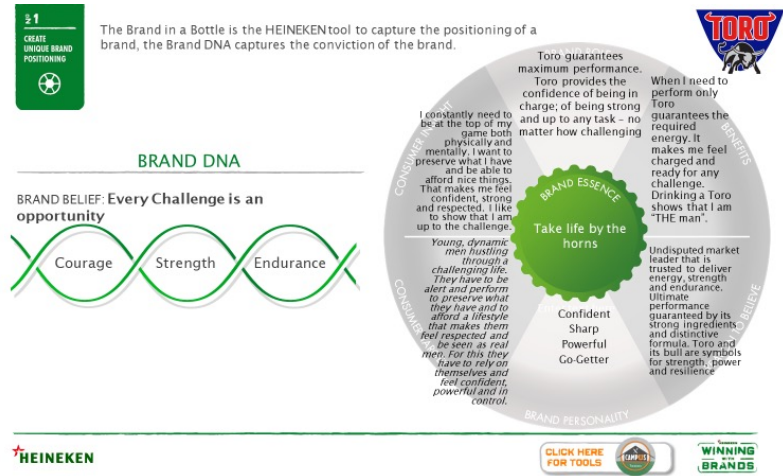 №1
CREATE
UNIQUE BRAND
POSITIONING
The Brand in a Bottle is the HEINEKEN tool to capture the positioning of a
brand, the Brand DNA captures the conviction of the brand.
TORO
BRAND DNA
BRAND BELIEF: Every Challenge is an
opportunity
Courage
Strength
Endurance
Toro guarantees
maximum performance.
Toro provides the
confidence of being in
charge; of being strong
and up to any task – no
matter how challenging
CONSUMER INSIGHT
I constantly need to
be at the top of my
game both
physically and
mentally. I want to
preserve what I have
and be able to
afford nice things.
That makes me feel
confident, strong
and respected. I like
to show that I am
up to the challenge.
BENEFITS
When I need to
perform only
Toro
guarantees the
required
energy. It
makes me feel
charged and
ready for any
challenge.
Drinking a Toro
shows that I am
"THE man".
BRAND ESSENCE
Take life by the
horns
CONSUMER
Young, dynamic
men hustling
through a
challenging life.
They have to be
alert and perform
to preserve what
they have and to
afford a lifestyle
that makes them
feel respected and
be seen as real
men. For this they
have to rely on
themselves and
feel confident,
powerful and in
control.
Confident
Sharp
Powerful
Go-Getter
BRAND PERSONALITY
TO BELIEVE
Undisputed market
leader that is
trusted to deliver
energy, strength
and endurance.
Ultimate
performance
guaranteed by its
strong ingredients
and distinctive
formula. Toro and
its bull are symbols
for strength, power
and resilience
HEINEKEN
CLICK HERE
FOR TOOLS
WINNING
WITH
BRANDS